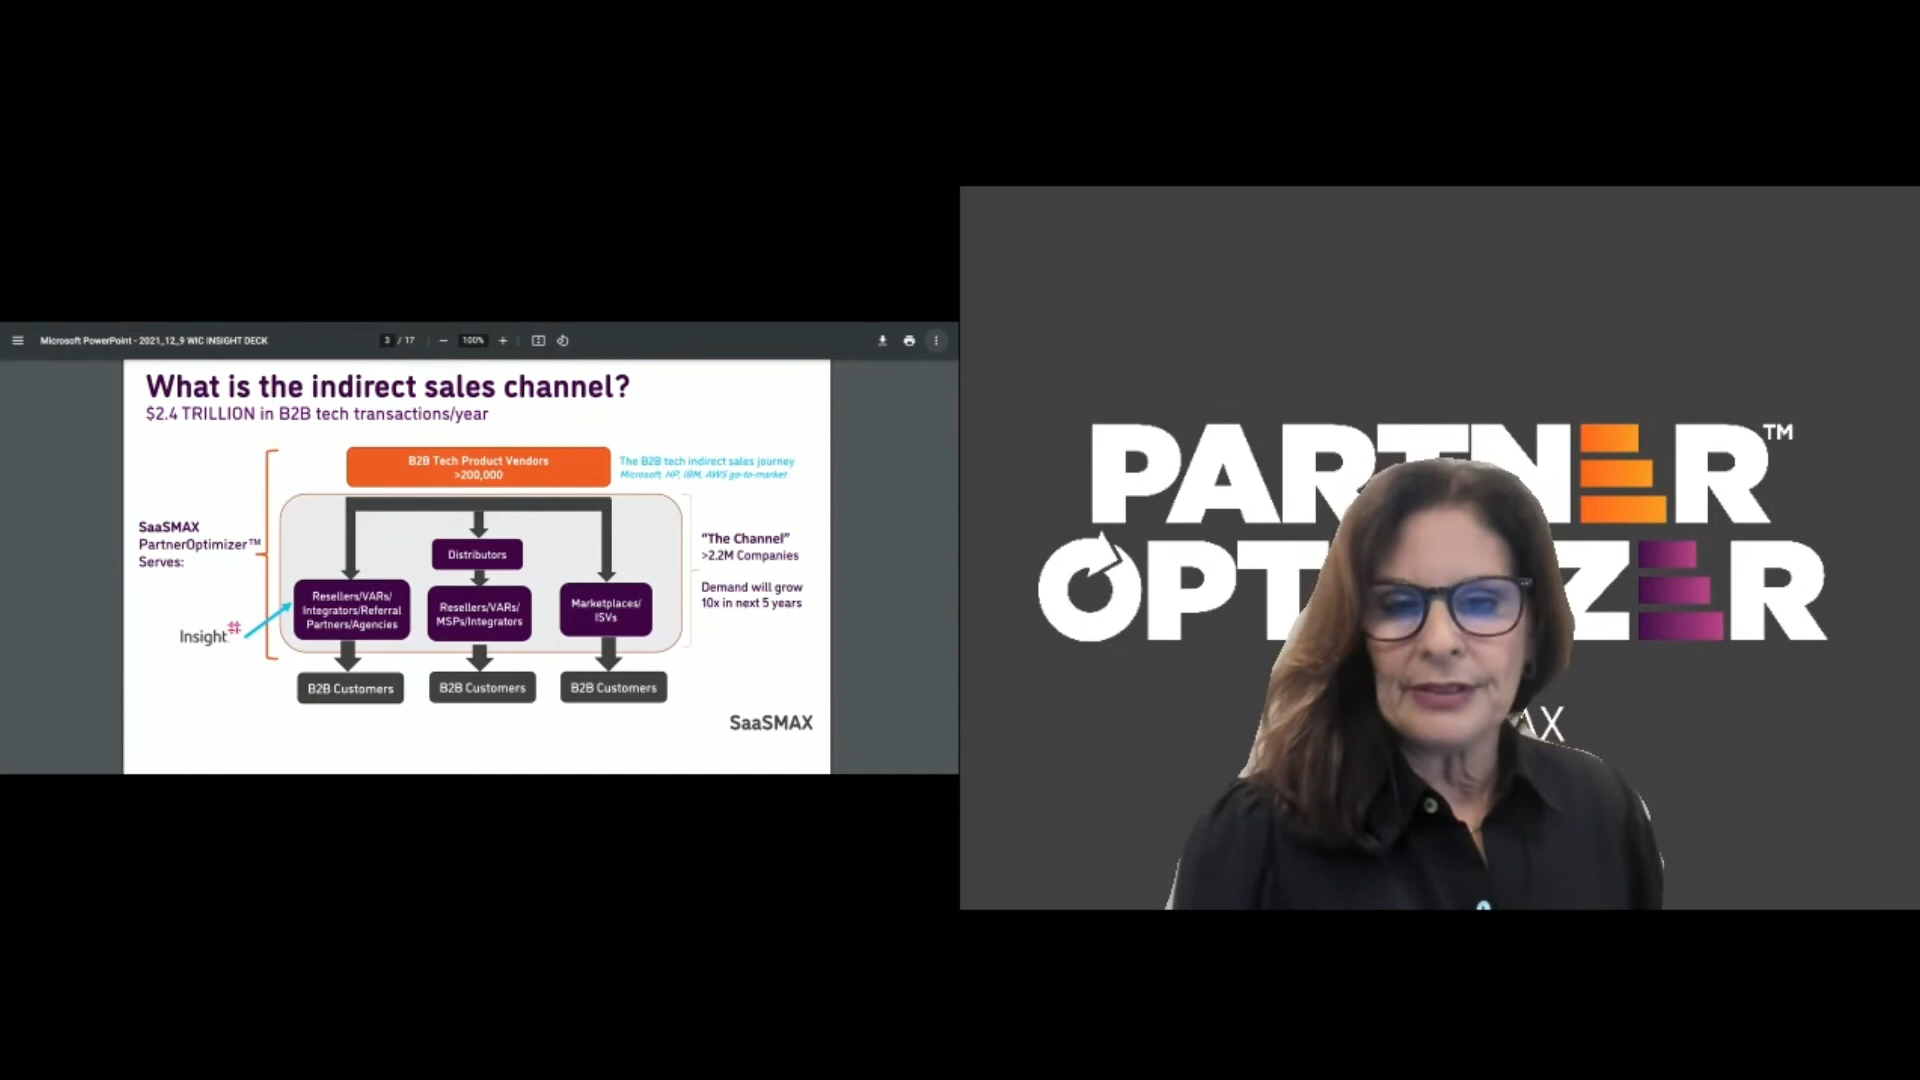 Microsoft PowerPoint - 2021_12_9 WIC INSIGHT DECK
3 / 17
100%
What is the indirect sales channel?
$2.4 TRILLION in B2B tech transactions/year
B2B Tech Product Vendors
>200,000
The B2B tech indirect sales journey
Microsoft, HP, IBM, AWS go-to-market
SaaSMAX
PartnerOptimizer™
Serves:
Distributors
"The Channel"
>2.2M Companies
Demand will grow
10x in next 5 years
Resellers/VARs/
Integrators/Referral
Partners/Agencies
Resellers/VARs/
MSPs/Integrators
Marketplaces/
ISVs
Insight
B2B Customers
B2B Customers
B2B Customers
SaaSMAX
PARTNER™
OPT ZER
AX